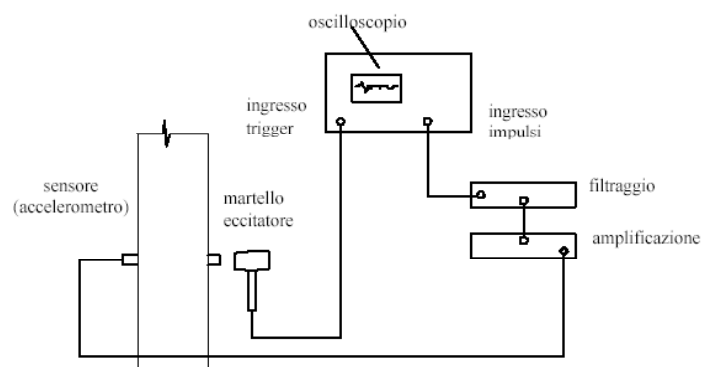 oscilloscopio
ingresso
trigger
ingresso
impulsi
sensore
(accelerometro)
martello
eccitatore
filtraggio
amplificazione